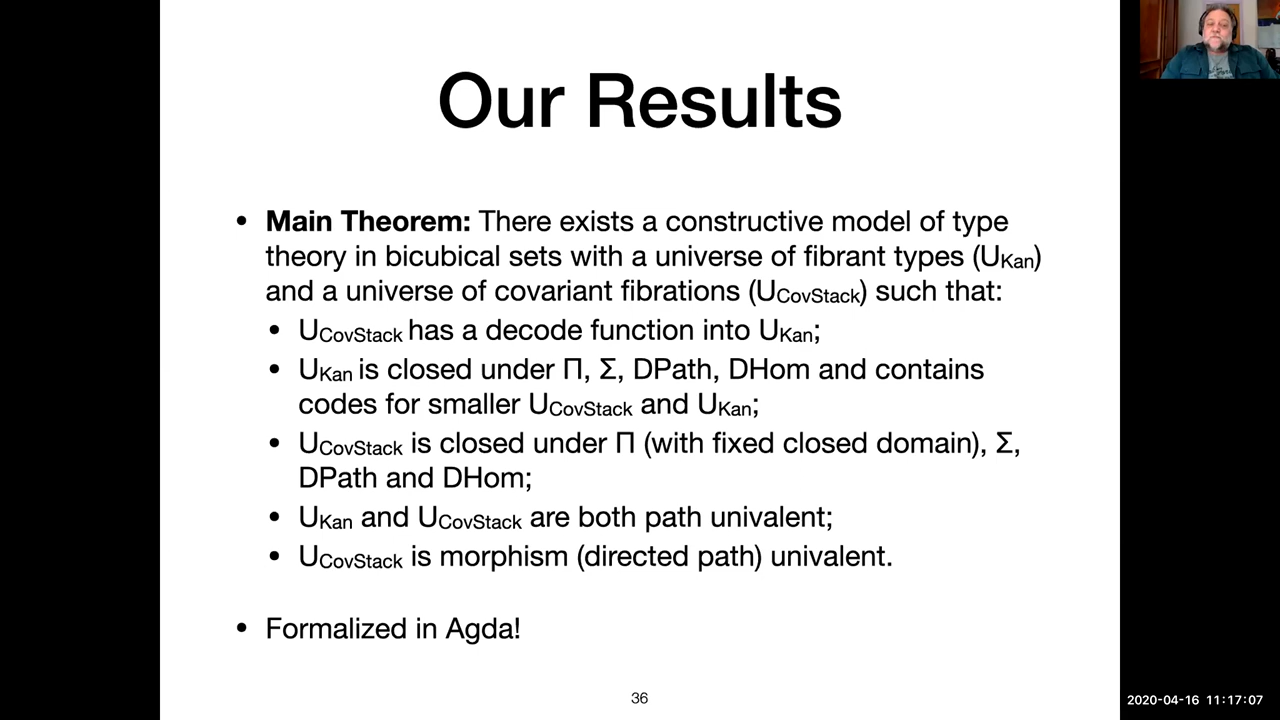 Our Results
• Main Theorem: There exists a constructive model of type
theory in bicubical sets with a universe of fibrant types (UKan)
and a universe of covariant fibrations (UCovStack) such that:
• UCovStack has a decode function into UKan;
• UKan is closed under Π, Σ, DPath, DHom and contains
codes for smaller UCovStack and UKan;
• UCovStack is closed under Π (with fixed closed domain), Σ,
DPath and DHom;
• UKan and UCovStack are both path univalent;
• UCovStack is morphism (directed path) univalent.
• Formalized in Agda!
36
2020-04-16 11:17:07